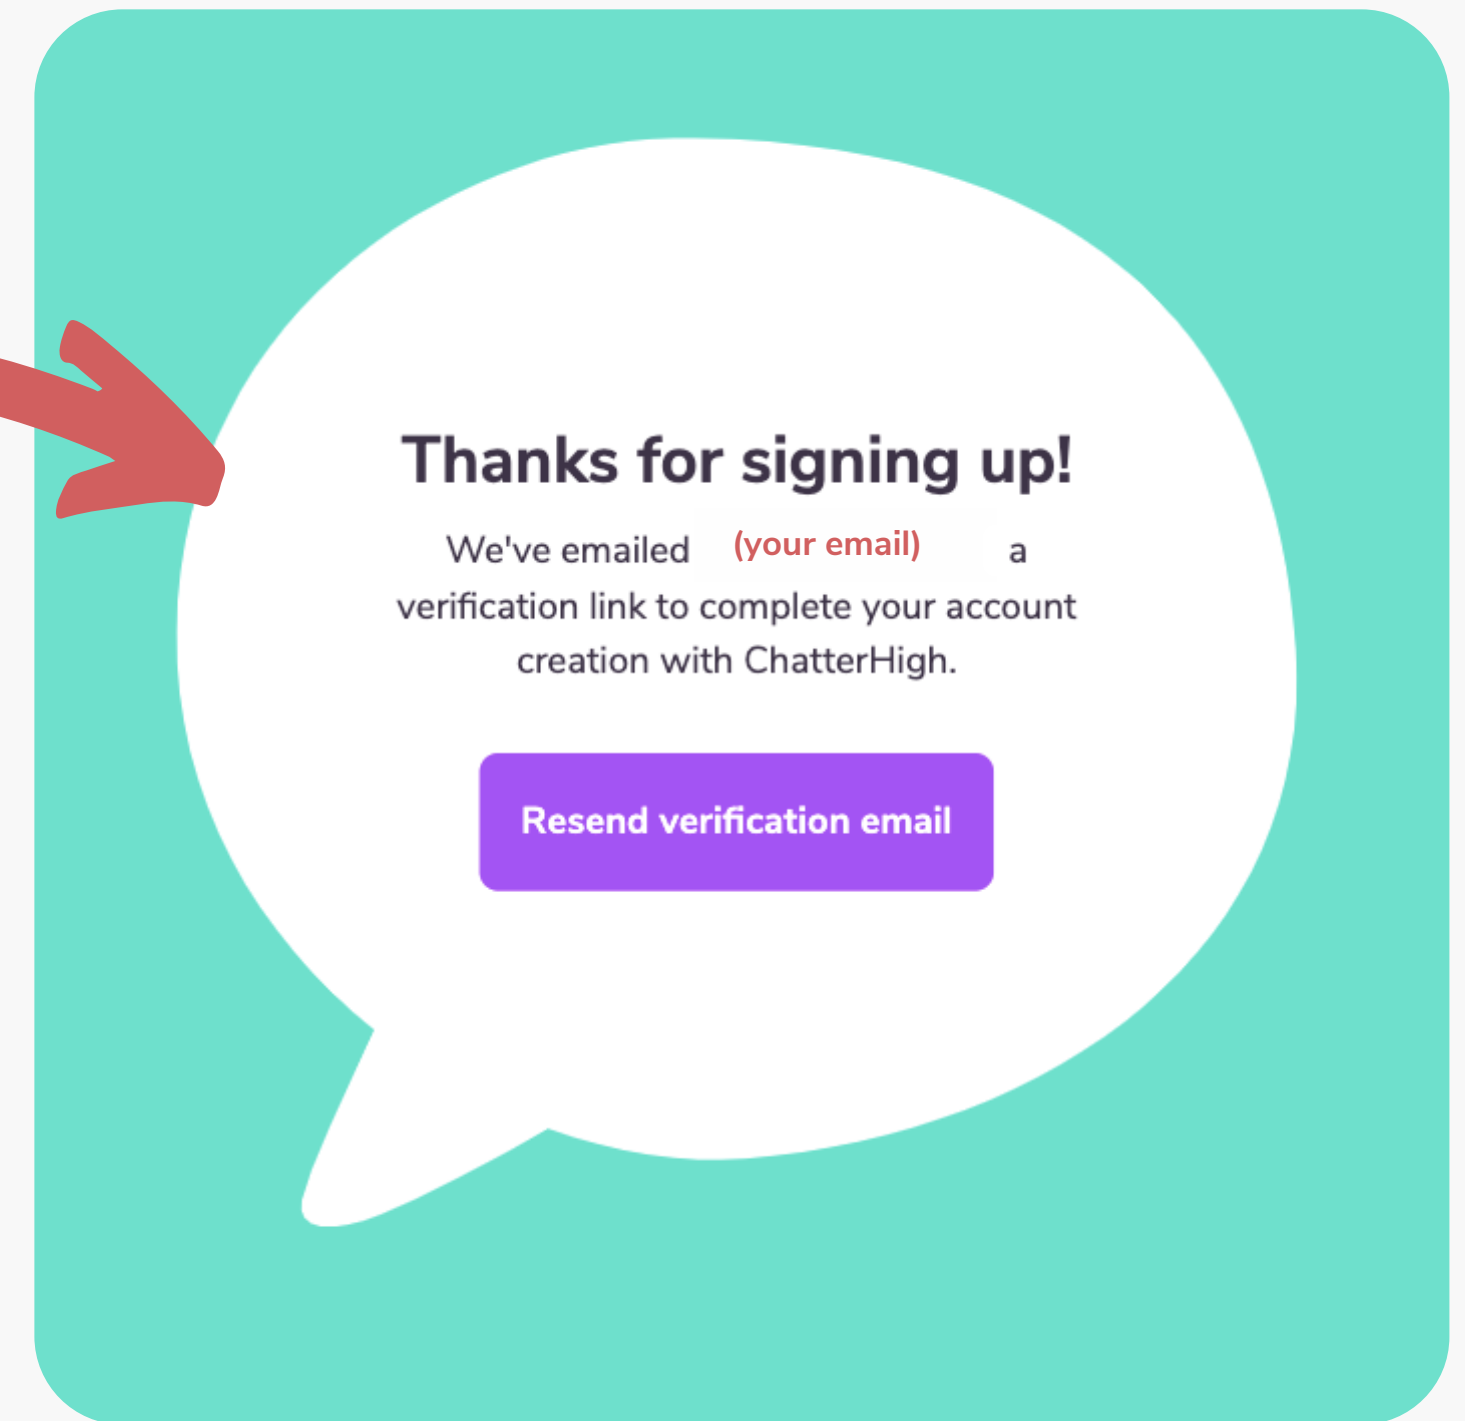 Thanks for signing up!
We've emailed (your email) a
verification link to complete your account
creation with ChatterHigh.
Resend verification email